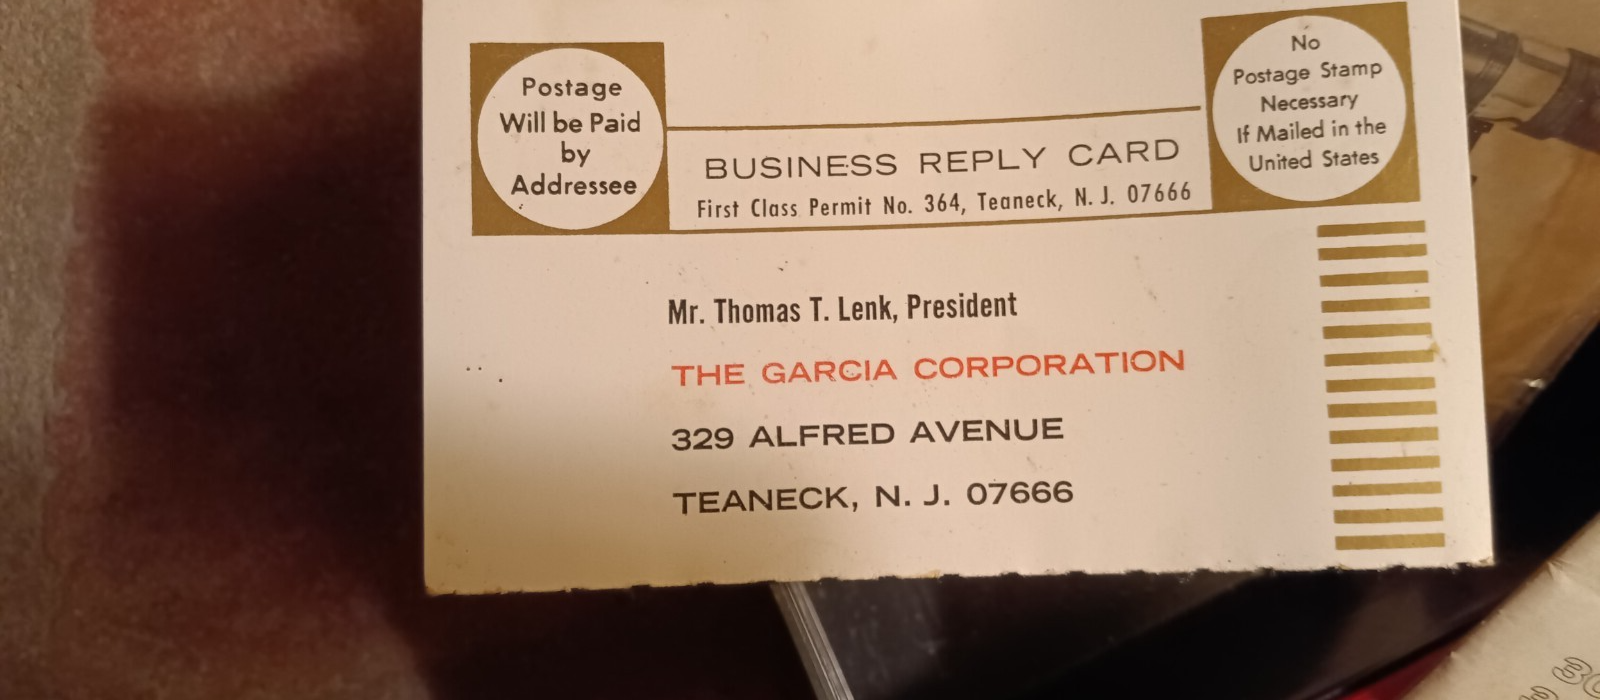 Postage
Will be Paid
by
Addressee
No
Postage Stamp
Necessary
If Mailed in the
United States
BUSINESS REPLY CARD
First Class Permit No. 364, Teaneck, N. J. 07666
Mr. Thomas T. Lenk, President
THE GARCIA CORPORATION
329 ALFRED AVENUE
TEANECK, N. J. 07666